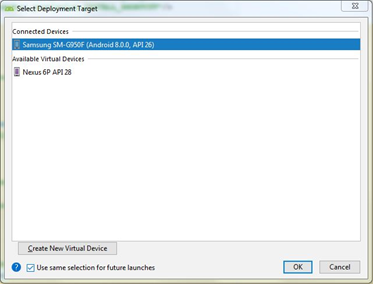 Select Deployment Target
Connected Devices
Samsung SM-G950F (Android 8.0.0, API 26)
Available Virtual Devices
Nexus 6P API 28
Create New Virtual Device
? Use same selection for future launches
OK
Cancel